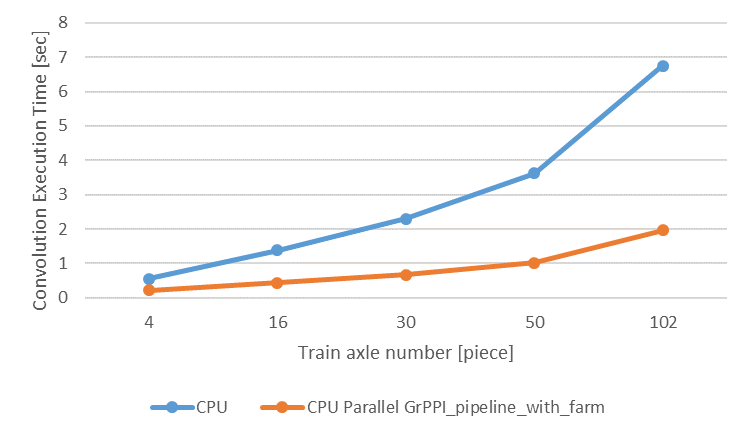 Convolution Execution Time [sec]
8
7
6
5
4
3
2
1
0
4 16 30 50 102
Train axle number [piece]
CPU CPU Parallel GrPPI_pipeline_with_farm